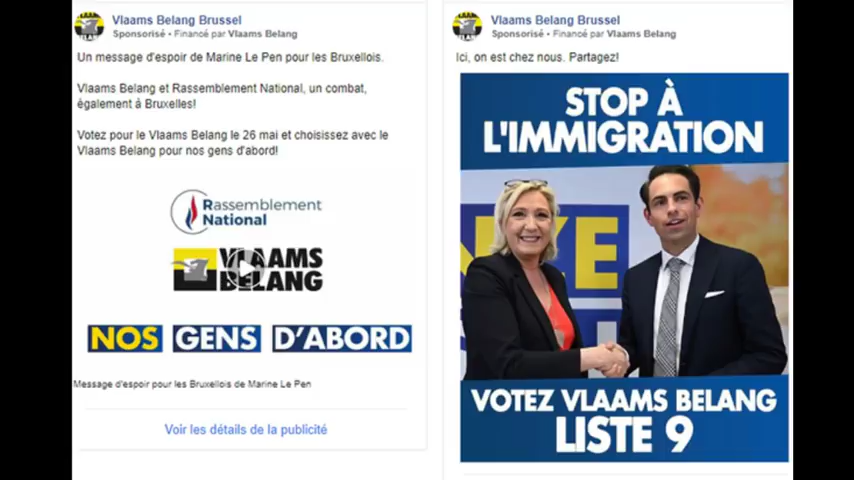 Vlaams Belang Brussel
Sponsorisé • Financé par Vlaams Belang
Un message d'espoir de Marine Le Pen pour les Bruxellois.
Vlaams Belang et Rassemblement National, un combat,
également à Bruxelles!
Votez pour le Vlaams Belang le 26 mai et choisissez avec le
Vlaams Belang pour nos gens d'abord!
Rassemblement
National
VLAAMS
BELANG
NOS GENS D'ABORD
Message d'espoir pour les Bruxellois de Marine Le Pen
Voir les détails de la publicité
Vlaams Belang Brussel
Sponsorisé • Financé par Vlaams Belang
Ici, on est chez nous. Partagez!
STOP À
L'IMMIGRATION
VOTEZ VLAAMS BELANG
LISTE 9